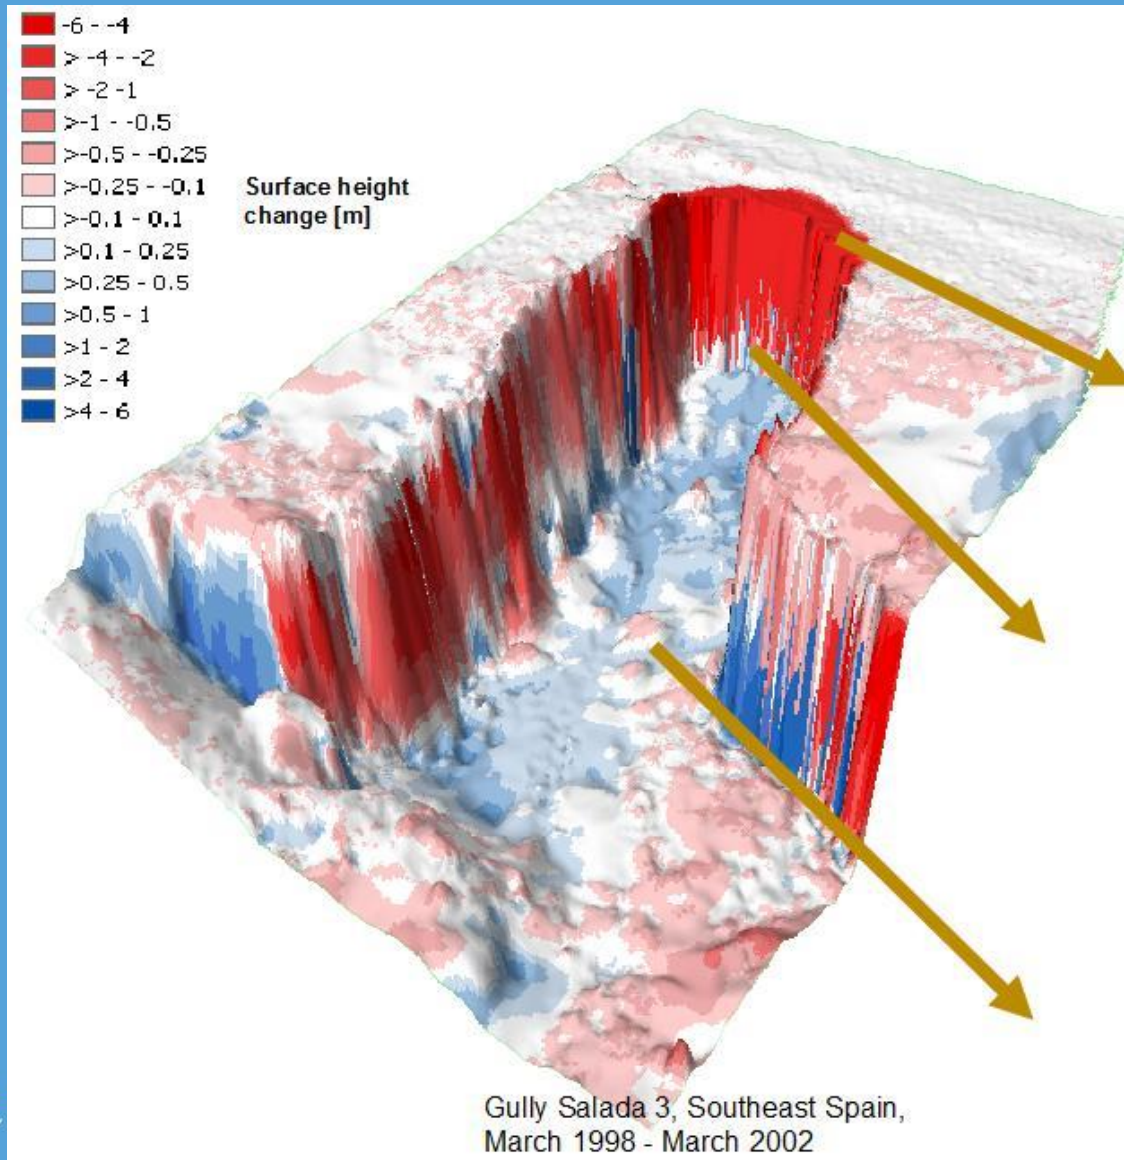 -6 - -4
> -4 - -2
> -2 -1
>-1 - -0.5
>-0.5 - -0.25
>-0.25 - -0.1
>-0.1 - 0.1
>0.1 - 0.25
>0.25 - 0.5
>0.5 - 1
>1 - 2
>2 - 4
>4 - 6
Surface height
change [m]
Gully Salada 3, Southeast Spain,
March 1998 - March 2002